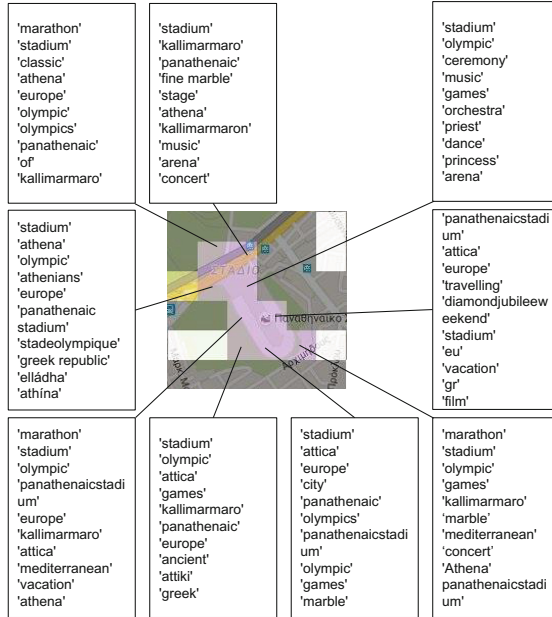 'marathon'
'stadium'
'classic'
'athena'
'europe'
'olympic'
'olympics'
'panathenaic'
'of'
'kallimarmaro'
'stadium'
'kallimarmaro'
'panathenaic'
'fine marble'
'stage'
'athena'
'kallimarmaron'
'music'
'arena'
'concert'
'stadium'
'olympic'
'ceremony'
'music'
'games'
'orchestra'
'priest'
'dance'
'princess'
'arena'
'stadium'
'athena'
'olympic'
'athenians'
'europe'
'panathenaic
stadium'
'stadeolympique'
'greek republic'
'elládha'
'athína'
ΣΤΑΔΙΟ
Παναθηναϊκό
Αρχιμήδους
Μάρκ
Πρόκλου
'panathenaicstadi
um'
'attica'
'europe'
'travelling'
'diamondjubileew
eekend'
'stadium'
'eu'
'vacation'
'gr'
'film'
'marathon'
'stadium'
'olympic'
'panathenaicstadi
um'
'europe'
'kallimarmaro'
'attica'
'mediterranean'
'vacation'
'athena'
'stadium'
'olympic'
'attica'
'games'
'kallimarmaro'
'panathenaic'
'europe'
'ancient'
'attiki'
'greek'
'stadium'
'attica'
'europe'
'city'
'panathenaic'
'olympics'
'panathenaicstadi
um'
'olympic'
'games'
'marble'
'marathon'
'stadium'
'olympic'
'games'
'kallimarmaro'
‘marble’
'mediterranean'
‘concert’
'Athena'
panathenaicstadi
um'